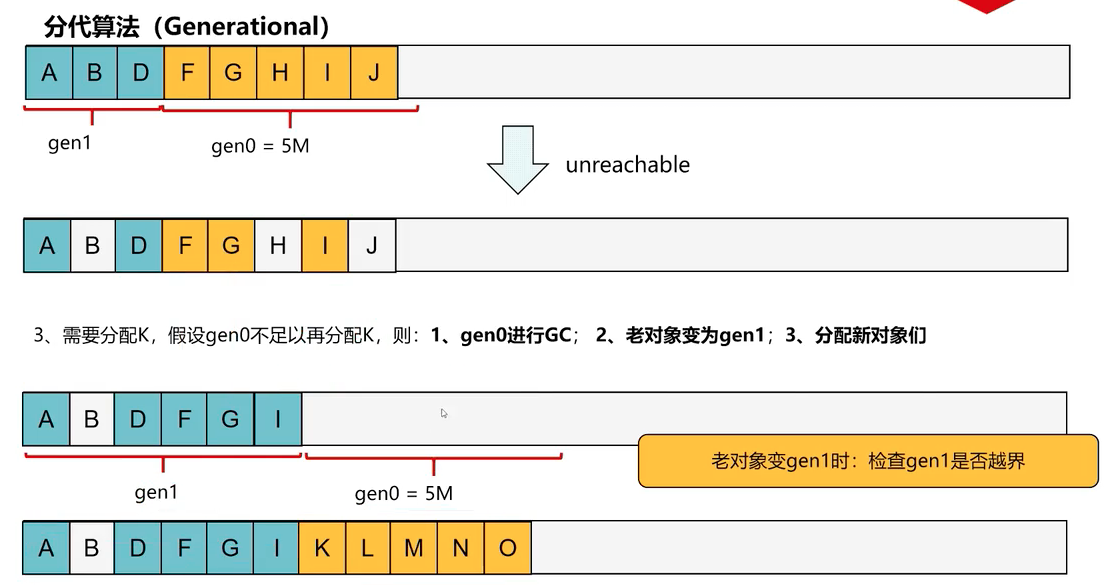 分代算法（Generational）
A B D F G H I J
gen1
gen0 = 5M
unreachable
A B D F G H I J
3、需要分配K，假设gen0不足以再分配K，则：1、gen0进行GC；2、老对象变为gen1；3、分配新对象们
A B D F G I
老对象变gen1时：检查gen1是否越界
gen1
gen0 = 5M
A B D F G I K L M N O